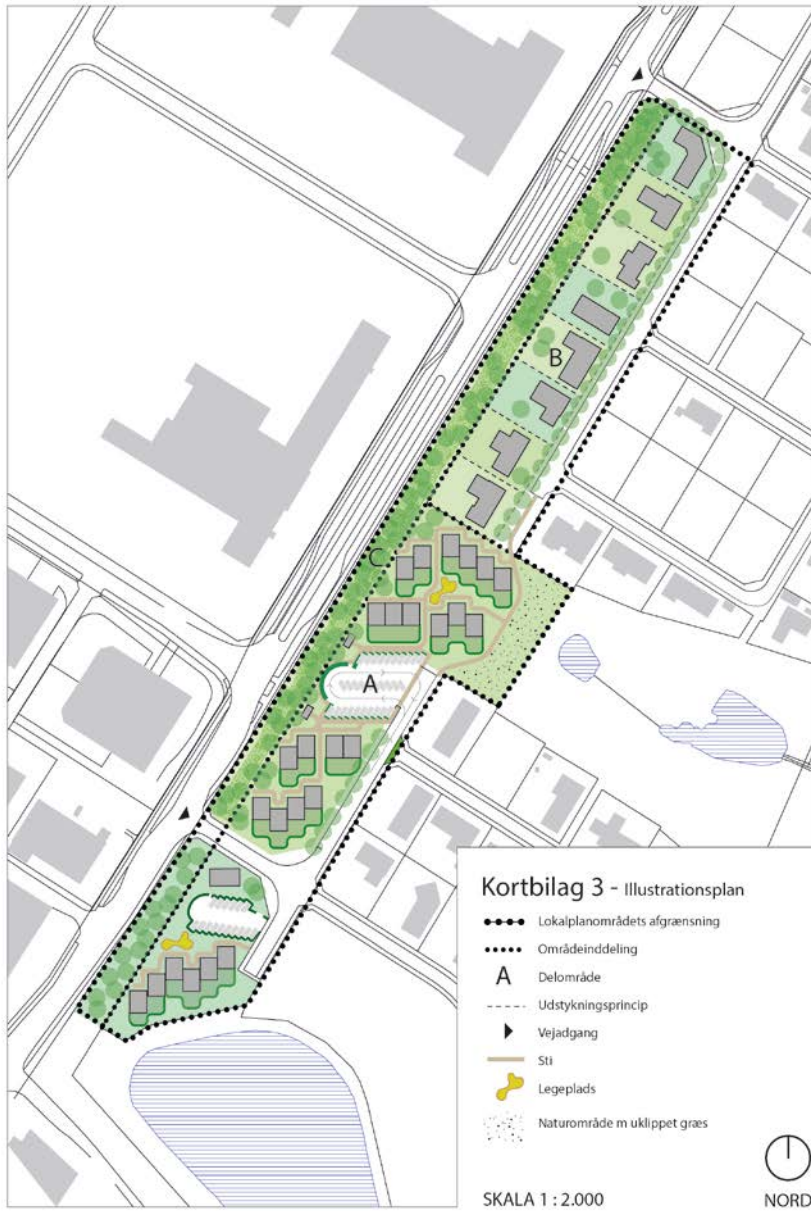 B
C
A
Kortbilag 3 - Illustrationsplan
Lokalplanområdets afgrænsning
Områdeinddeling
A Delområde
Udstykningsprincip
Vejadgang
Sti
Legeplads
Naturområde m uklippet græs
SKALA 1 : 2.000
NORD